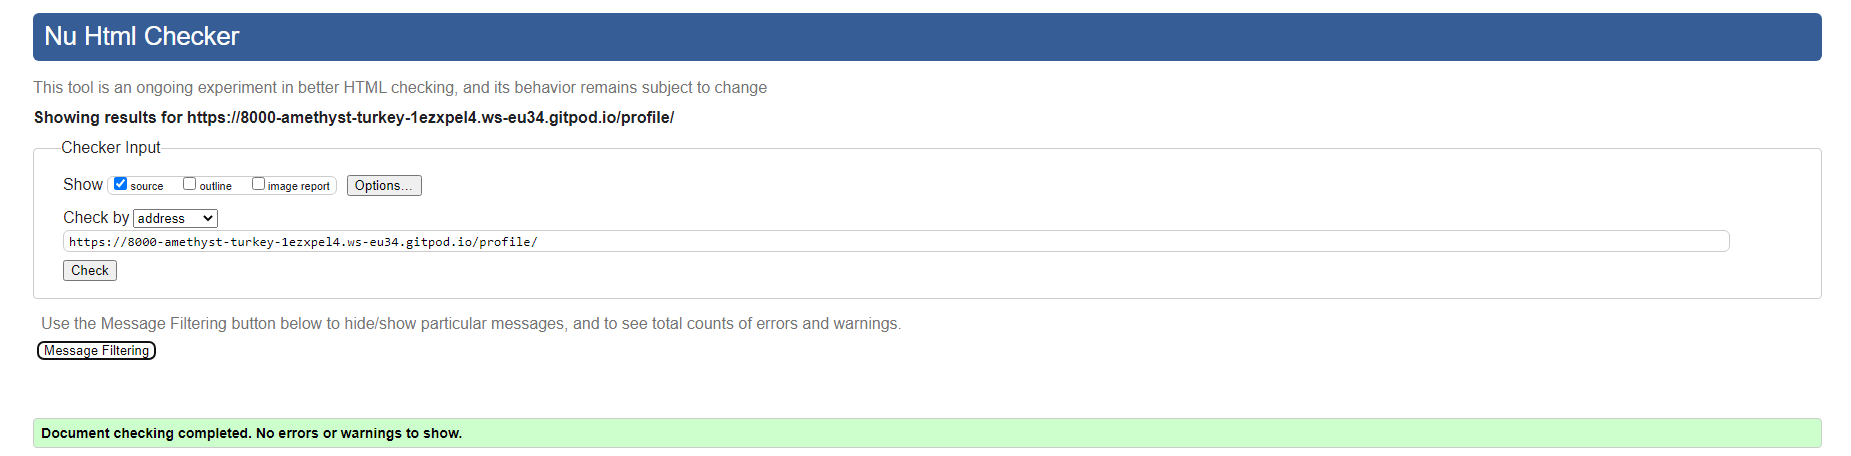 Nu Html Checker
This tool is an ongoing experiment in better HTML checking, and its behavior remains subject to change
Showing results for https://8000-amethyst-turkey-1ezxpel4.ws-eu34.gitpod.io/profile/
Checker Input
Show source outline image report Options...
Check by address
https://8000-amethyst-turkey-1ezxpel4.ws-eu34.gitpod.io/profile/
Check
Use the Message Filtering button below to hide/show particular messages, and to see total counts of errors and warnings.
Message Filtering
Document checking completed. No errors or warnings to show.